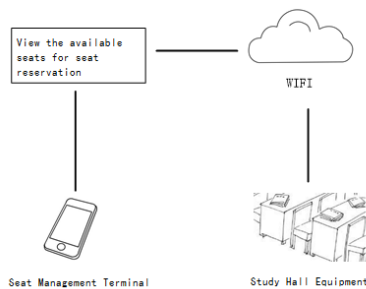 View the available
seats for seat
reservation
WIFI
Seat Management Terminal
Study Hall Equipment